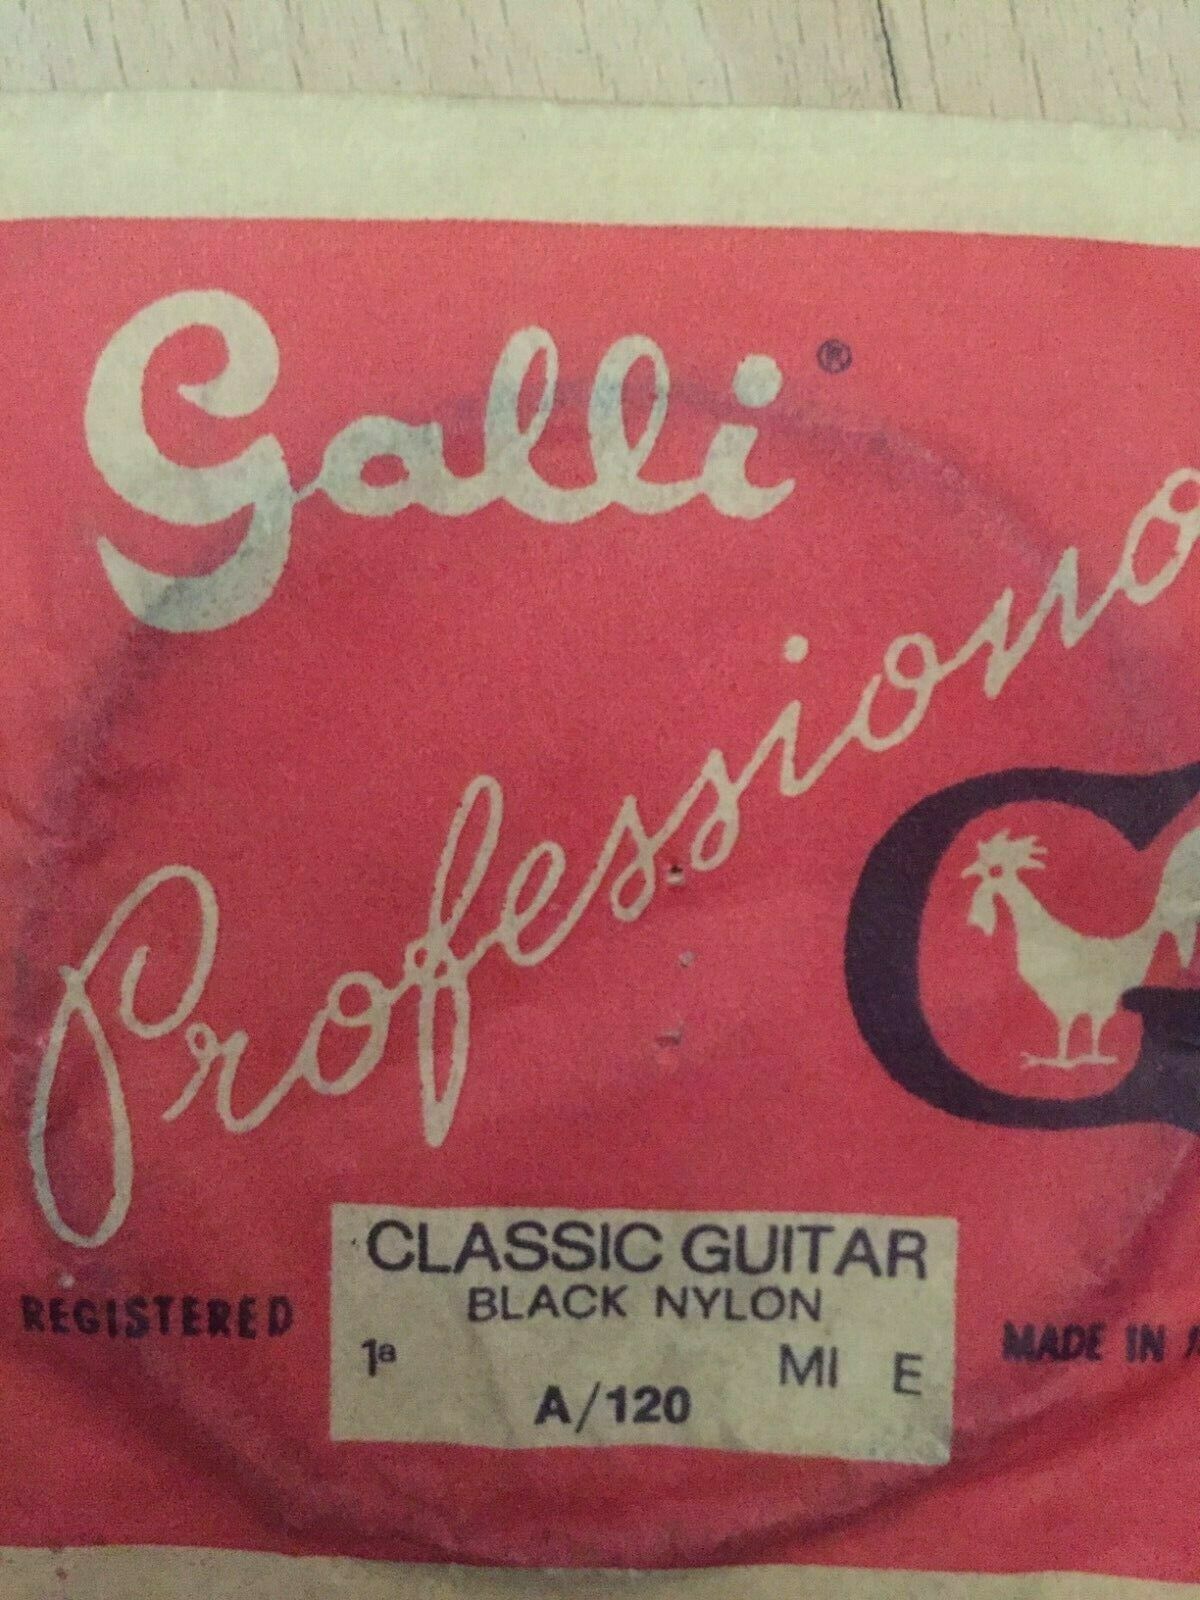 Galli ®
Professiona
G
CLASSIC GUITAR
BLACK NYLON
1ª MI E
A/120
REGISTERED
MADE IN